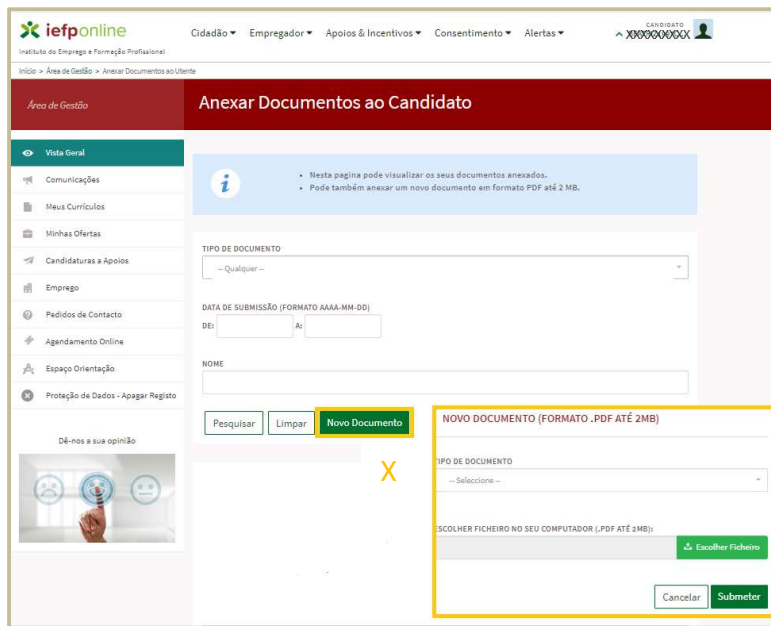 iefponline
Instituto do Emprego e Formação Profissional
Cidadão Empregador Apoios & Incentivos Consentimento Alertas
CANDIDATO
XXXXXXXXX
Início > Área de Gestão > Anexar Documentos ao Utente
Área de Gestão
Anexar Documentos ao Candidato
Vista Geral
Comunicações
Meus Currículos
Minhas Ofertas
Candidaturas a Apoios
Emprego
Pedidos de Contacto
Agendamento Online
Espaço Orientação
Proteção de Dados - Apagar Registo
Dê-nos a sua opinião
i
• Nesta pagina pode visualizar os seus documentos anexados.
• Pode também anexar um novo documento em formato PDF até 2 MB.
TIPO DE DOCUMENTO
-- Qualquer --
DATA DE SUBMISSÃO (FORMATO AAAA-MM-DD)
DE: A:
NOME
Pesquisar Limpar Novo Documento
X
NOVO DOCUMENTO (FORMATO .PDF ATÉ 2MB)
TIPO DE DOCUMENTO
-- Seleccione --
ESCOLHER FICHEIRO NO SEU COMPUTADOR (.PDF ATÉ 2MB):
Escolher Ficheiro
Cancelar Submeter